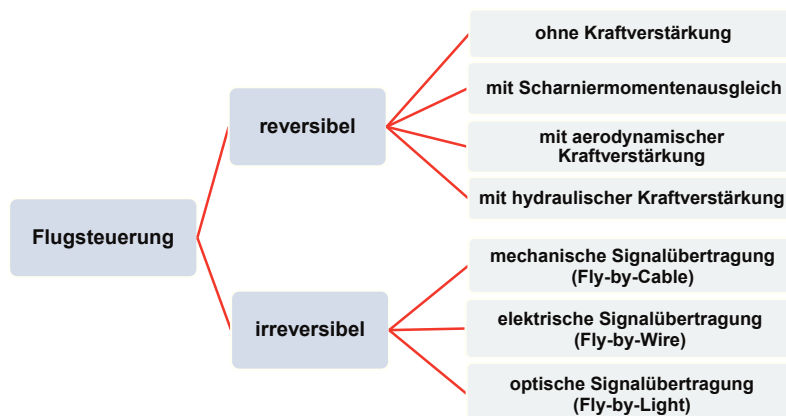 Flugsteuerung
reversibel
ohne Kraftverstärkung
mit Scharniermomentenausgleich
mit aerodynamischer
Kraftverstärkung
mit hydraulischer Kraftverstärkung
irreversibel
mechanische Signalübertragung
(Fly-by-Cable)
elektrische Signalübertragung
(Fly-by-Wire)
optische Signalübertragung
(Fly-by-Light)